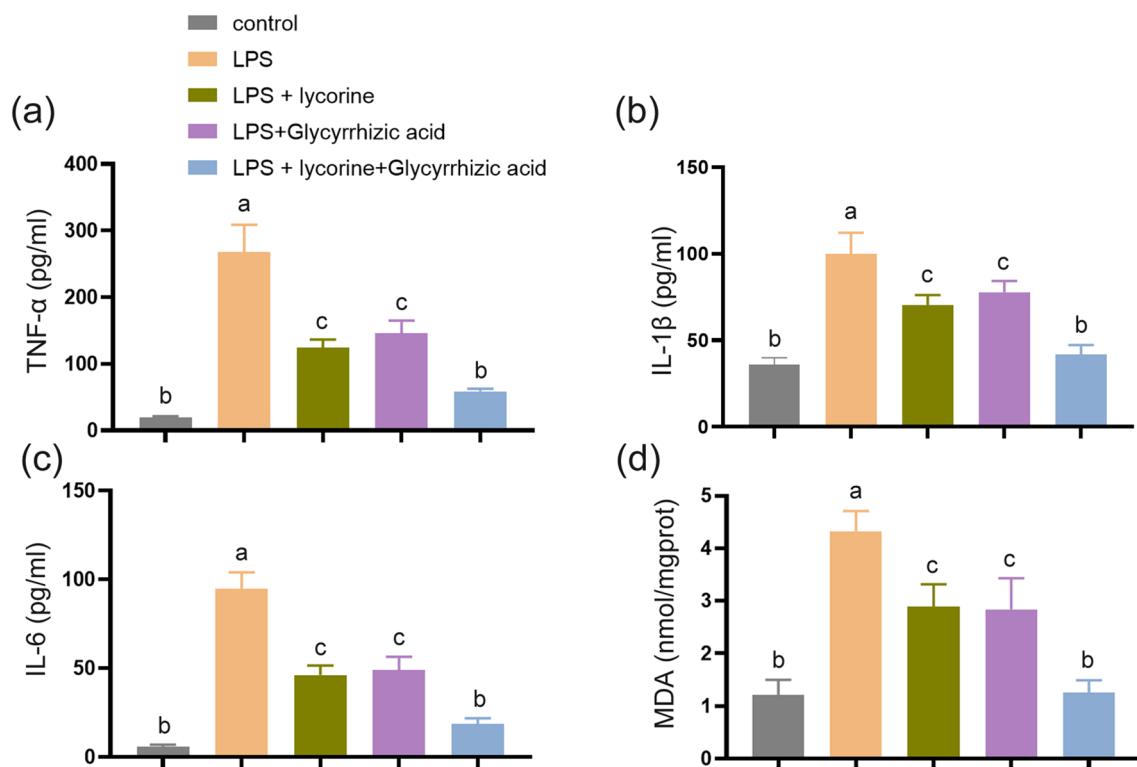 control
LPS
LPS + lycorine
LPS+Glycyrrhizic acid
LPS + lycorine+Glycyrrhizic acid
(a)
TNF-α (pg/ml)
400
300
200
100
0
b
a
c
c
b
(b)
IL-1β (pg/ml)
150
100
50
0
b
a
c
c
b
(c)
IL-6 (pg/ml)
150
100
50
0
b
a
c
c
b
(d)
MDA (nmol/mgprot)
5
4
3
2
1
0
b
a
c
c
b